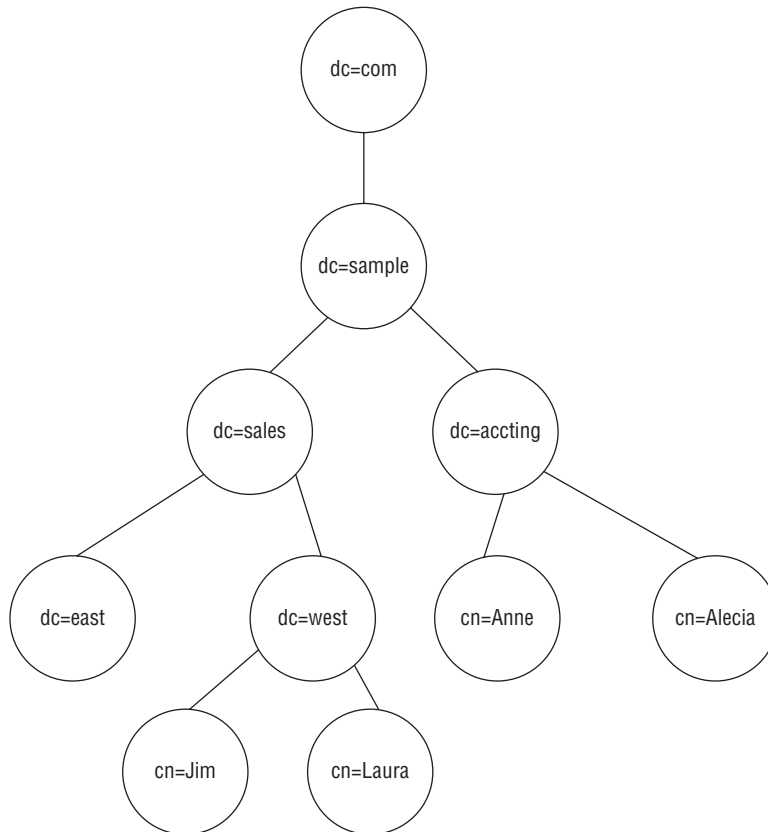 dc=com
dc=sample
dc=sales
dc=accting
dc=east
dc=west
cn=Anne
cn=Alecia
cn=Jim
cn=Laura